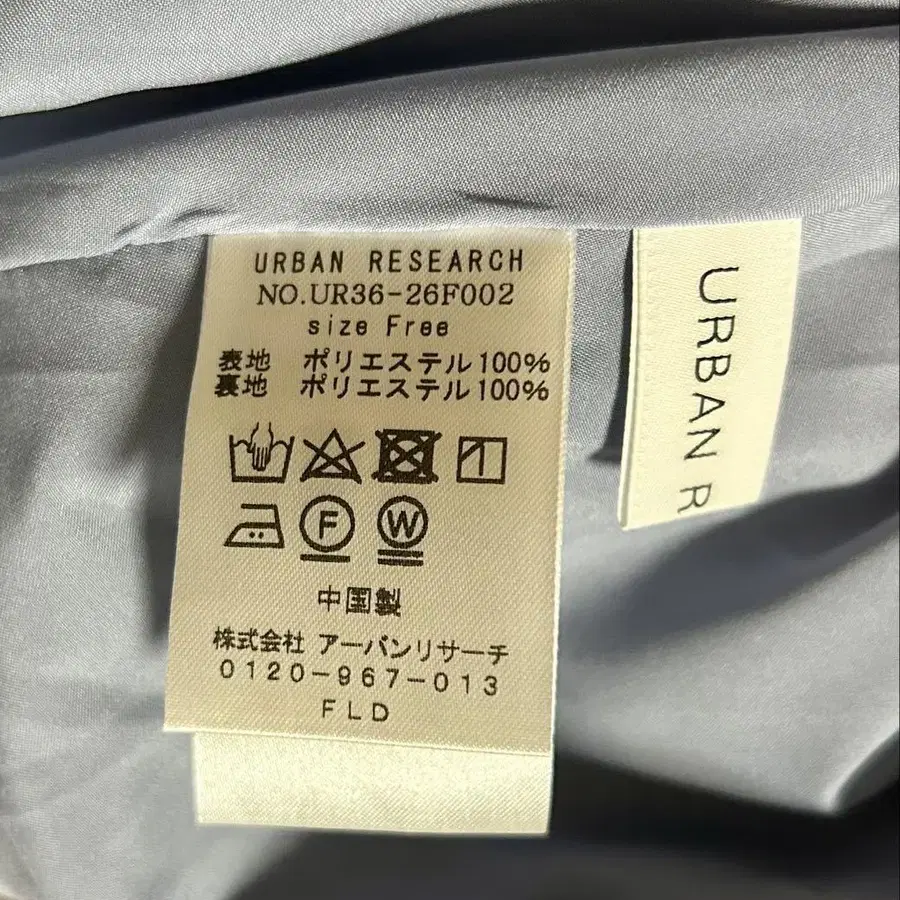 URBAN RESEARCH
NO.UR36-26F002
size Free
表地 ポリエステル100%
裏地 ポリエステル100%
F W
中国製
株式会社 アーバンリサーチ
0120-967-013
FLD
URBAN R